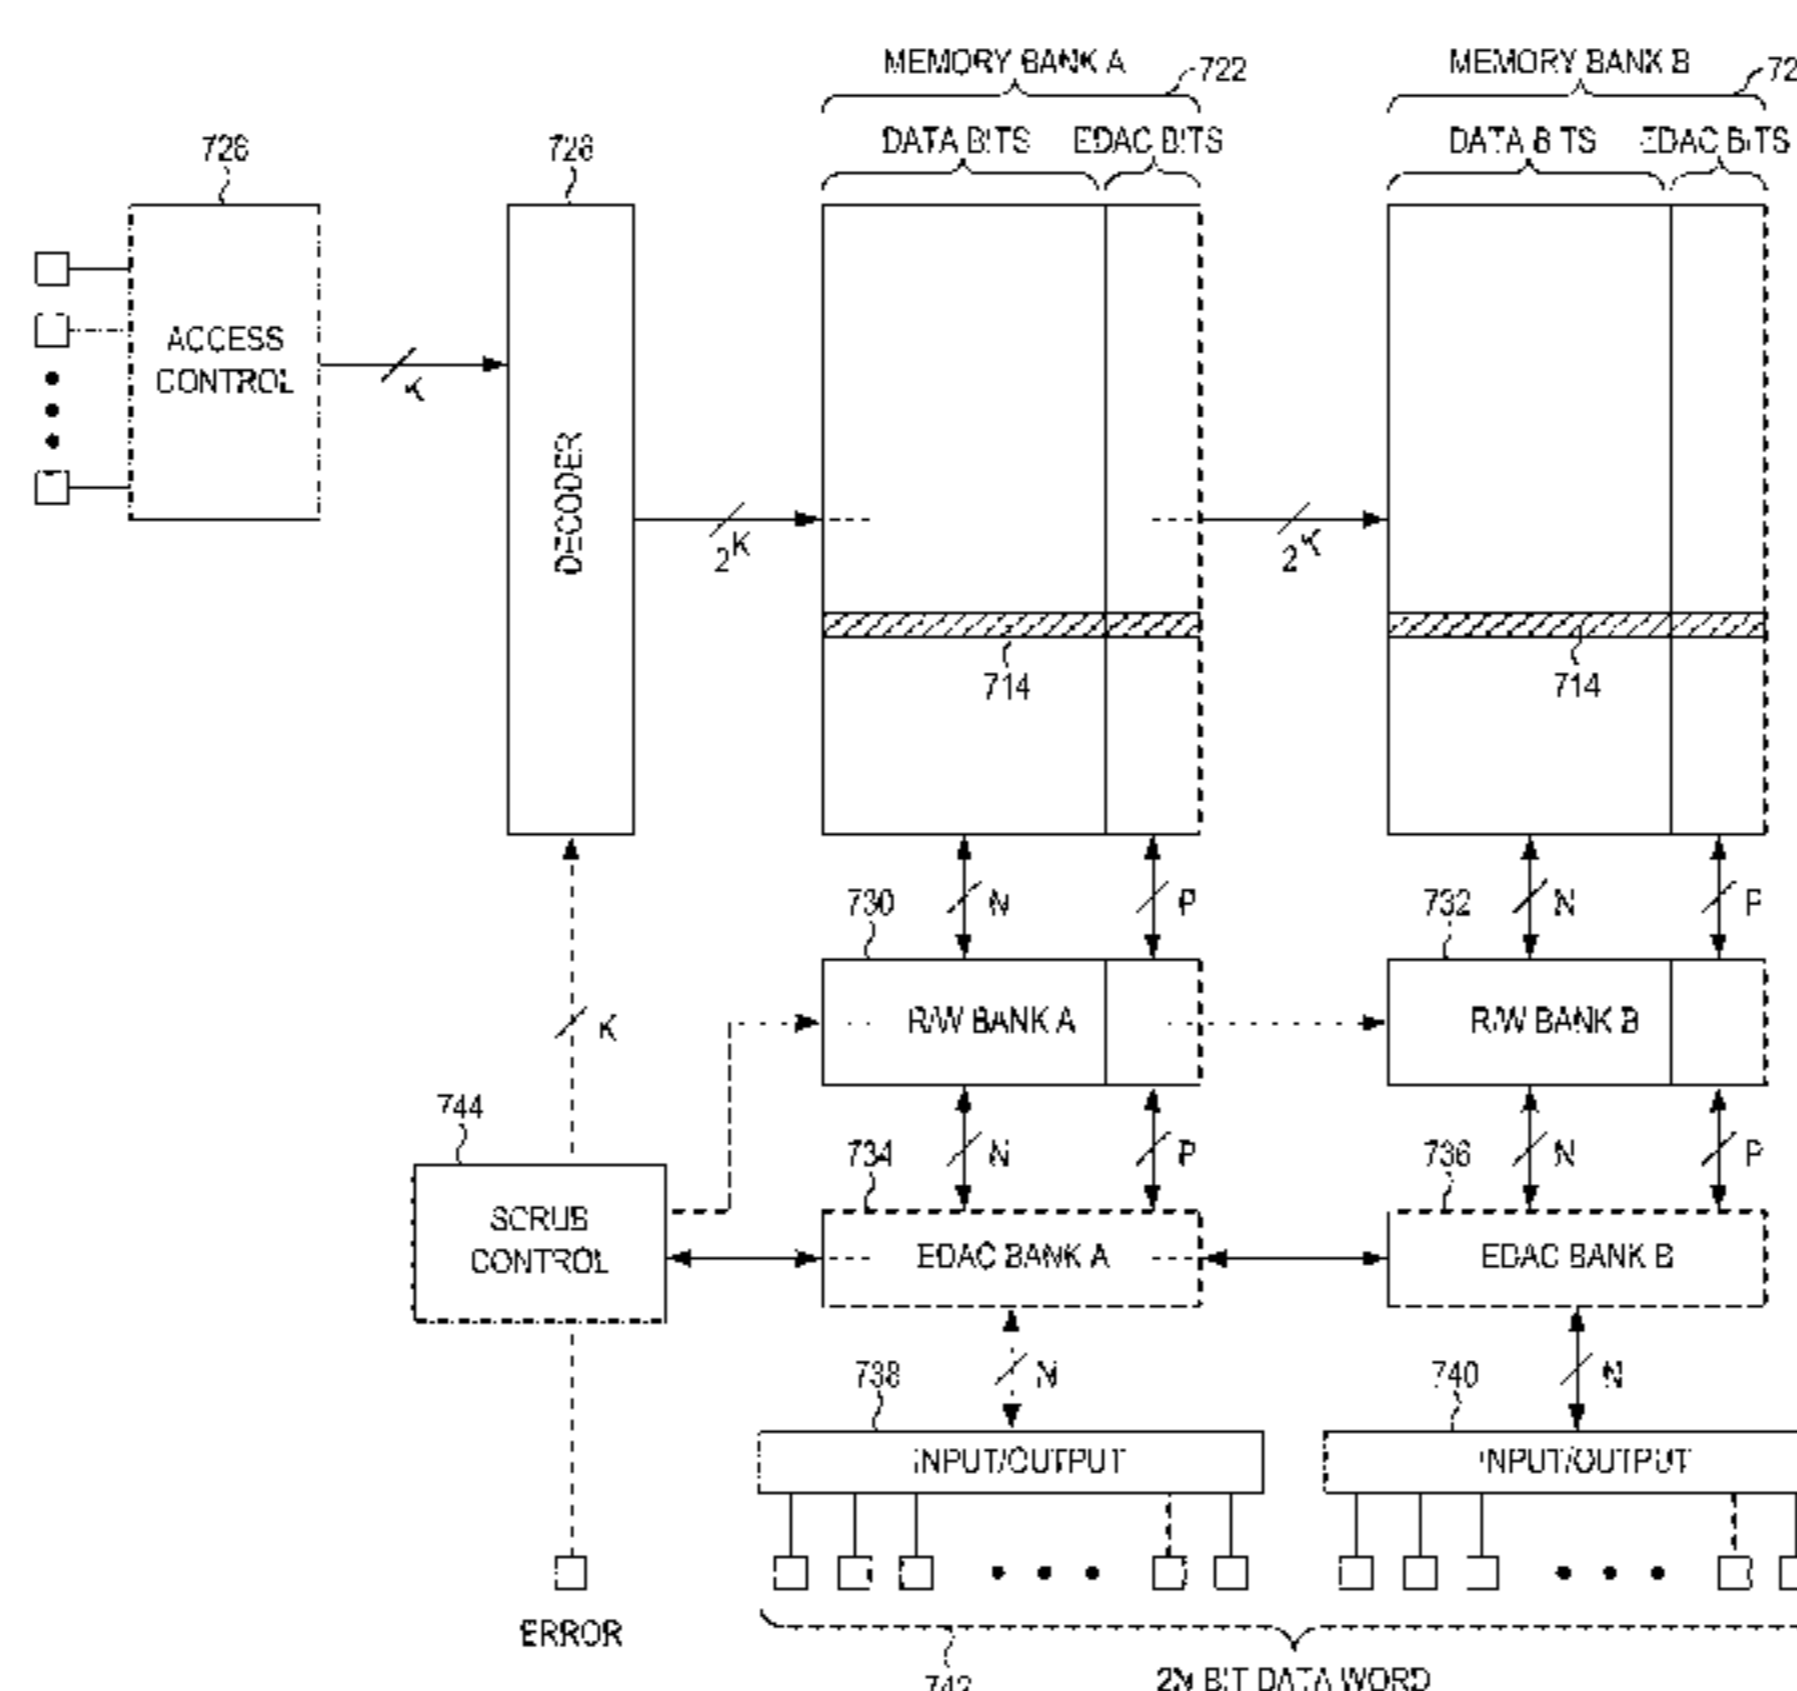 MEMORY BANK A
722
MEMORY BANK B
72
DATA BITS
EDAC BITS
DATA BITS
EDAC BITS
726
728
ACCESS
CONTROL
K
DECODER
2K
2K
714
714
730
N
P
732
N
P
K
R/W BANK A
R/W BANK B
744
734
N
P
736
N
P
SCRUB
CONTROL
EDAC BANK A
EDAC BANK B
738
N
740
N
INPUT/OUTPUT
INPUT/OUTPUT
ERROR
742
2N BIT DATA WORD